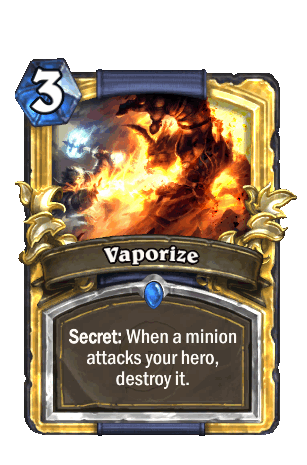 3
Vaporize
Secret: When a minion
attacks your hero,
destroy it.